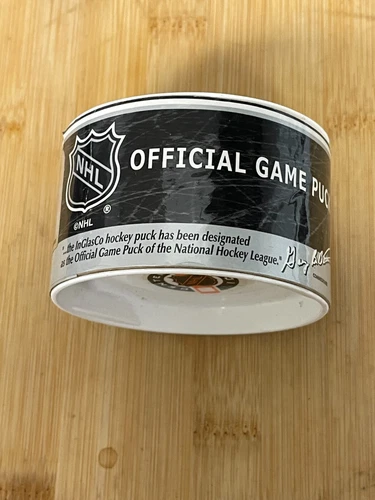 NHL
®
OFFICIAL GAME PUC
©NHL
". the InGlasCo hockey puck has been designated
as the Official Game Puck of the National Hockey League."